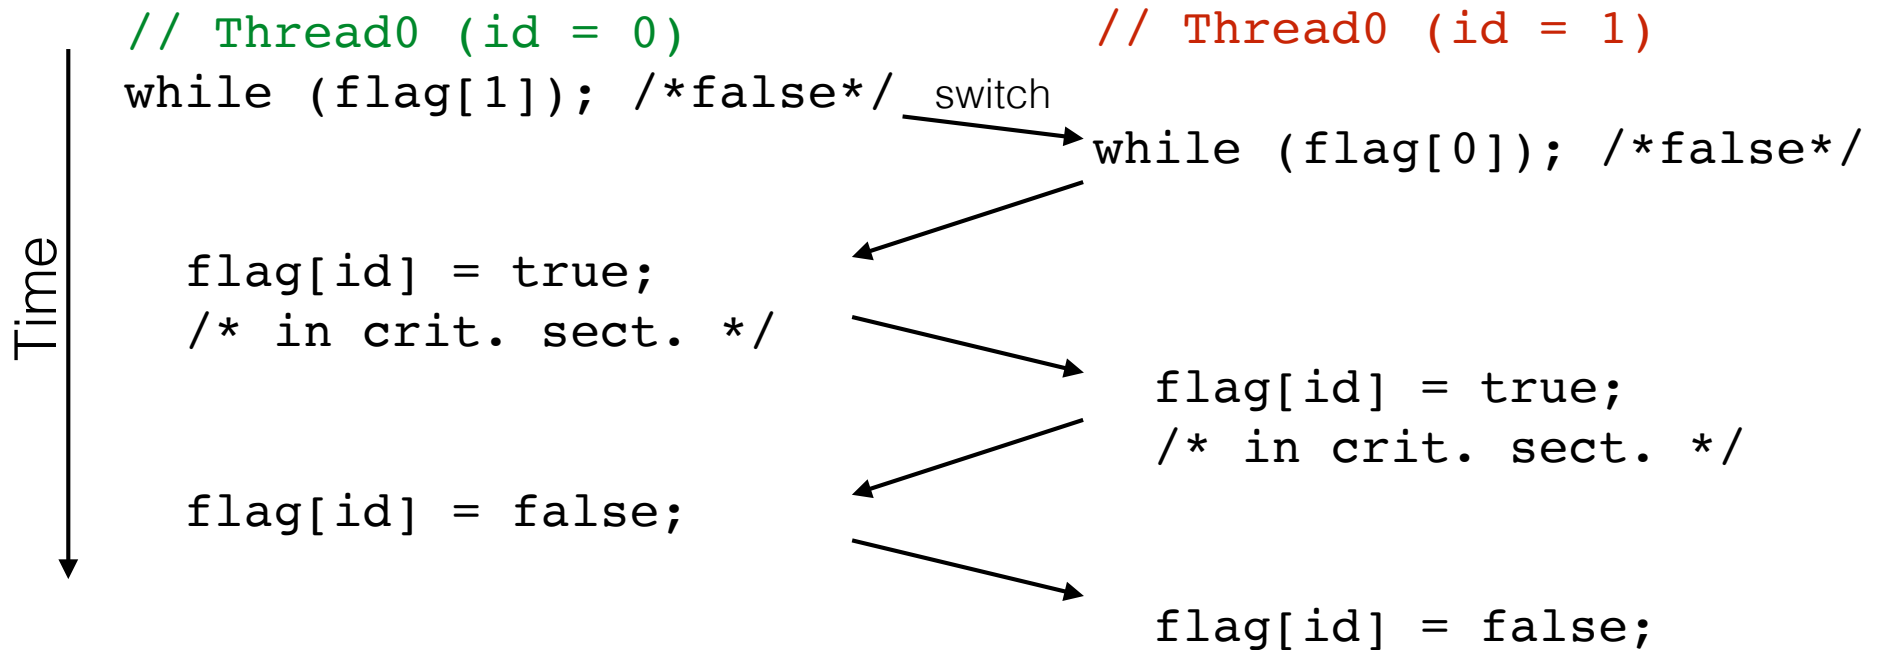 // Thread0 (id = 0)
while (flag[1]); /*false*/
switch
flag[id] = true;
/* in crit. sect. */
flag[id] = false;
// Thread0 (id = 1)
while (flag[0]); /*false*/
flag[id] = true;
/* in crit. sect. */
flag[id] = false;
Time